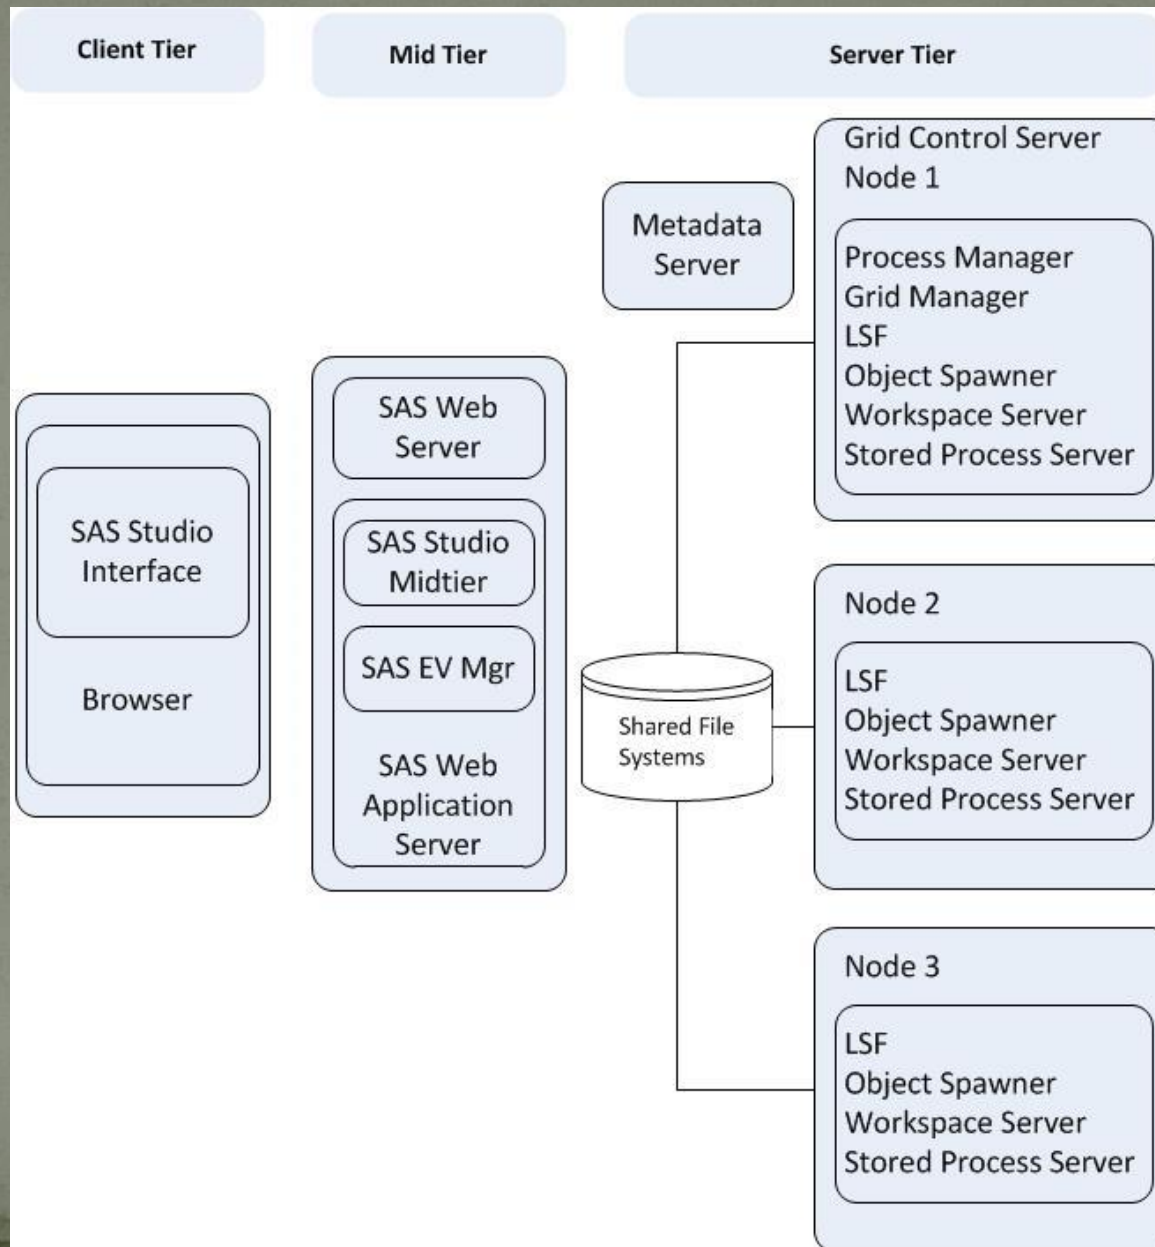 Client Tier
Mid Tier
Server Tier
SAS Studio
Interface
Browser
SAS Web
Server
SAS Studio
Midtier
SAS EV Mgr
SAS Web
Application
Server
Metadata
Server
Shared File
Systems
Grid Control Server
Node 1
Process Manager
Grid Manager
LSF
Object Spawner
Workspace Server
Stored Process Server
Node 2
LSF
Object Spawner
Workspace Server
Stored Process Server
Node 3
LSF
Object Spawner
Workspace Server
Stored Process Server